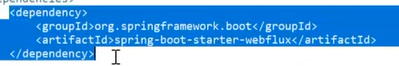 <dependency>
<groupId>org.springframework.boot</groupId>
<artifactId>spring-boot-starter-webflux</artifactId>
</dependency>